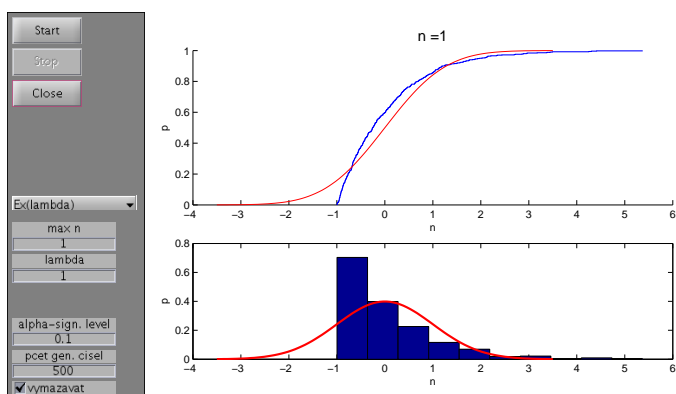 Start
Stop
Close
Ex(lambda)
max n
1
lambda
1
alpha-sign. level
0.1
pcet gen. cisel
500
vymazavat
n =1
1
0.8
0.6
0.4
0.2
0
p
−4 −3 −2 −1 0 1 2 3 4 5 6
n
0.8
0.6
0.4
0.2
0
p
−4 −3 −2 −1 0 1 2 3 4 5 6
n